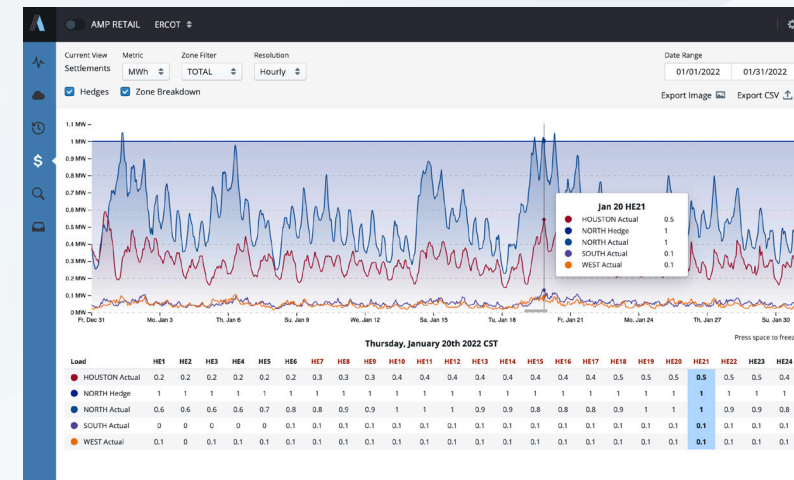 AMP RETAIL ERCOT
Current View Metric Zone Filter Resolution Date Range
Settlements MWh TOTAL Hourly 01/01/2022 01/31/2022
Hedges Zone Breakdown Export Image Export CSV
1.1 MW
1 MW
0.9 MW
0.8 MW
0.7 MW
0.6 MW
0.5 MW
0.4 MW
0.3 MW
0.2 MW
0.1 MW
0 MW
Jan 20 HE21
HOUSTON Actual 0.5
NORTH Hedge 1
NORTH Actual 1
SOUTH Actual 0.1
WEST Actual 0.1
Fr, Dec 31 Mo, Jan 3 Th, Jan 6 Su, Jan 9 We, Jan 12 Sa, Jan 15 Tu, Jan 18 Fr, Jan 21 Mo, Jan 24 Th, Jan 27 Su, Jan 30
Press space to freez
Thursday, January 20th 2022 CST
Load HE1 HE2 HE3 HE4 HE5 HE6 HE7 HE8 HE9 HE10 HE11 HE12 HE13 HE14 HE15 HE16 HE17 HE18 HE19 HE20 HE21 HE22 HE23 HE24
HOUSTON Actual 0.2 0.2 0.2 0.2 0.2 0.2 0.3 0.3 0.3 0.4 0.4 0.4 0.4 0.4 0.4 0.4 0.4 0.5 0.5 0.5 0.5 0.5 0.5 0.4
NORTH Hedge 1 1 1 1 1 1 1 1 1 1 1 1 1 1 1 1 1 1 1 1 1 1 1 1
NORTH Actual 0.6 0.6 0.6 0.6 0.7 0.8 0.8 0.9 0.9 1 1 1 0.9 0.9 0.8 0.8 0.8 0.9 1 1 1 0.9 0.9 0.8
SOUTH Actual 0 0 0 0 0 0.1 0.1 0.1 0.1 0.1 0.1 0.1 0.1 0.1 0.1 0.1 0.1 0.1 0.1 0.1 0.1 0.1 0.1 0.1
WEST Actual 0.1 0 0.1 0.1 0.1 0.1 0.1 0.1 0.1 0.1 0.1 0.1 0.1 0.1 0.1 0.1 0.1 0.1 0.1 0.1 0.1 0.1 0.1 0.1